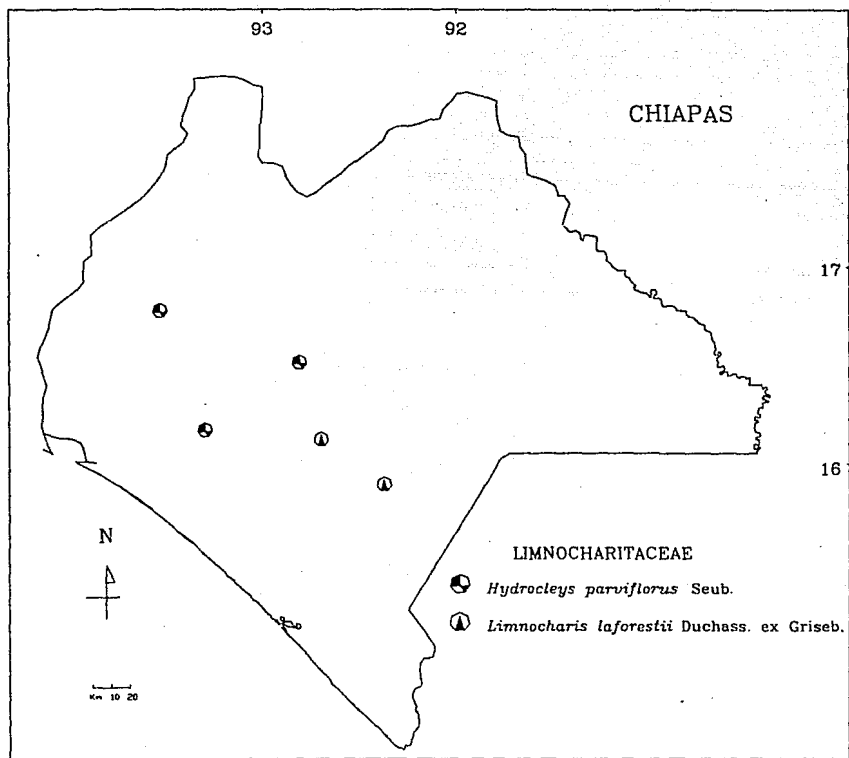 93 92
CHIAPAS
17
16
N
LIMNOCHARITACEAE
Hydrocleys parviflorus Seub.
Limnocharis laforestii Duchass. ex Griseb.
Km 10 20